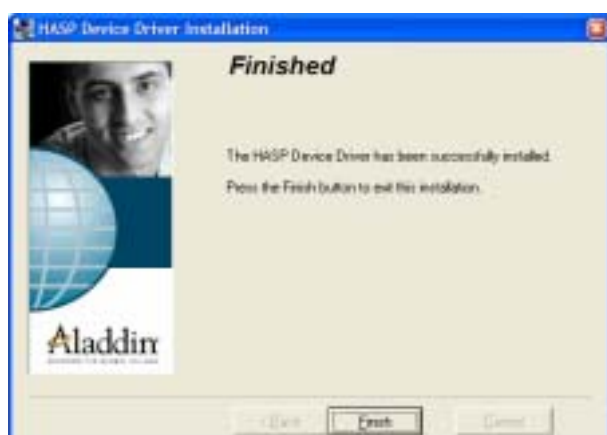 HASP Device Driver Installation
Finished
The HASP Device Driver has been successfully installed.
Press the Finish button to exit this installation.
Aladdin
< Back
Finish
Cancel